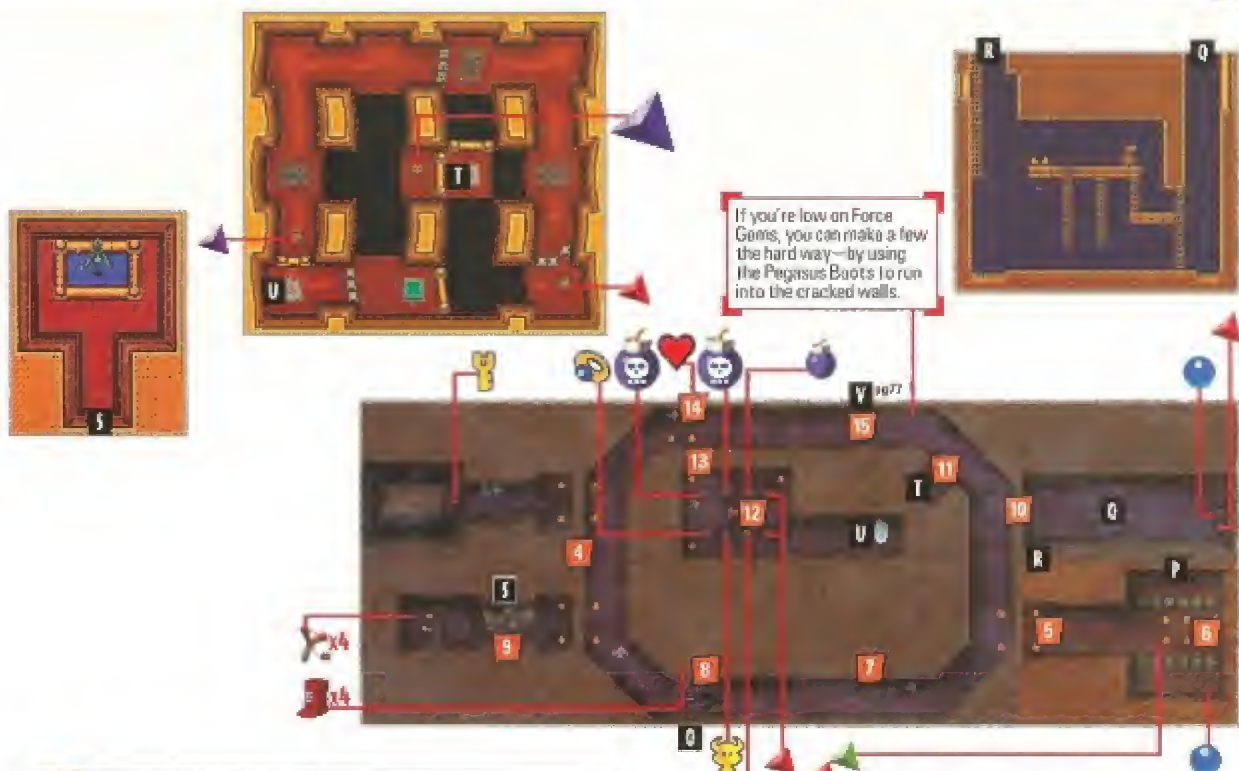 R
Q
T
U
S
If you're low on Force
Gems, you can make a few
the hard way—by using
the Pegasus Boots to run
into the cracked walls.
V pg77
14
15
13
11
T
12
10
Q
4
U
R
P
S
5
6
x4
9
8
7
x4